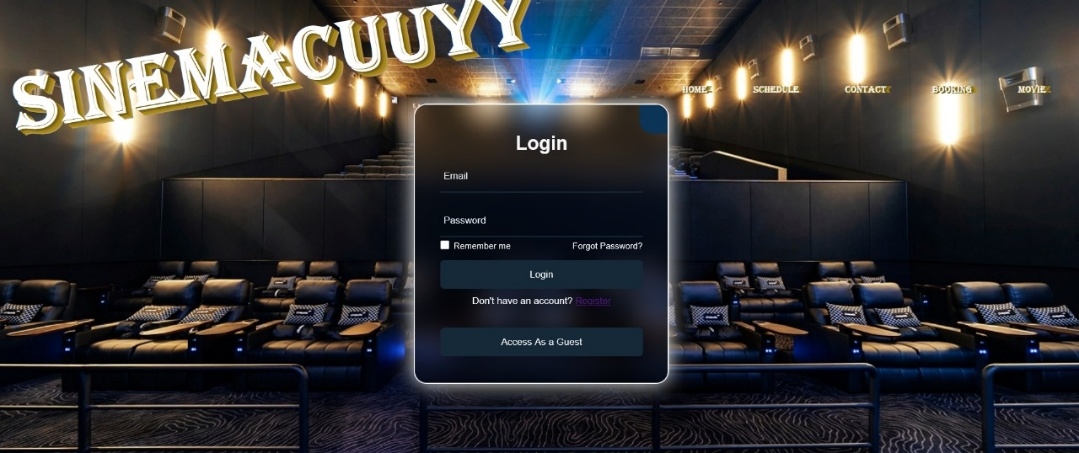 SINEMACUUYY
HOME SCHEDULE CONTACT BOOKING MOVIE
Login
Email
Password
Remember me Forgot Password?
Login
Don't have an account? Register
Access As a Guest